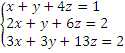 x + y + 4z = 1
2x + y + 6z = 2
3x + 3y + 13z = 2